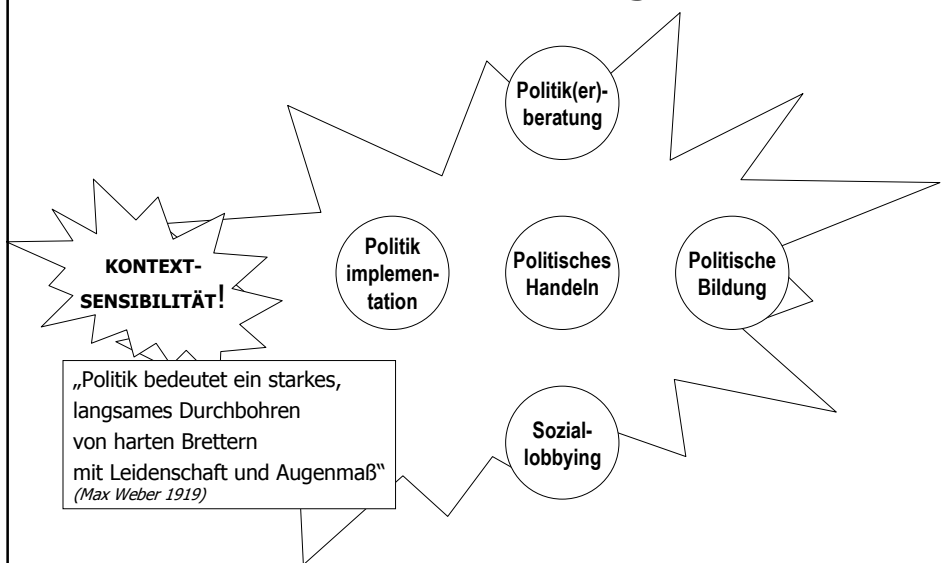 Politik(er)-
beratung
KONTEXT-
SENSIBILITÄT!
Politik
implemen-
tation
Politisches
Handeln
Politische
Bildung
„Politik bedeutet ein starkes,
langsames Durchbohren
von harten Brettern
mit Leidenschaft und Augenmaß“
(Max Weber 1919)
Sozial-
lobbying